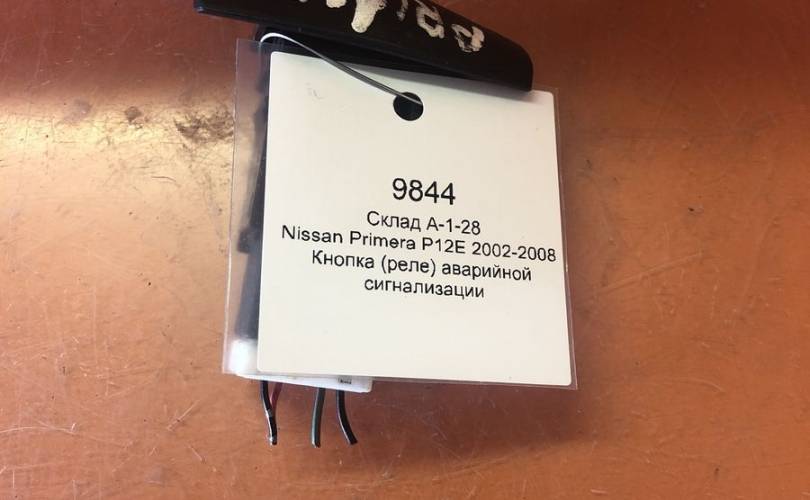 9844
Склад А-1-28
Nissan Primera P12E 2002-2008
Кнопка (реле) аварийной
сигнализации